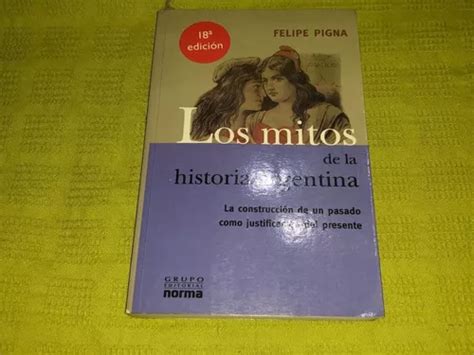 18ª
edición
FELIPE PIGNA
Los mitos
de la
historia argentina
La construcción de un pasado
como justificación del presente
GRUPO
EDITORIAL
norma